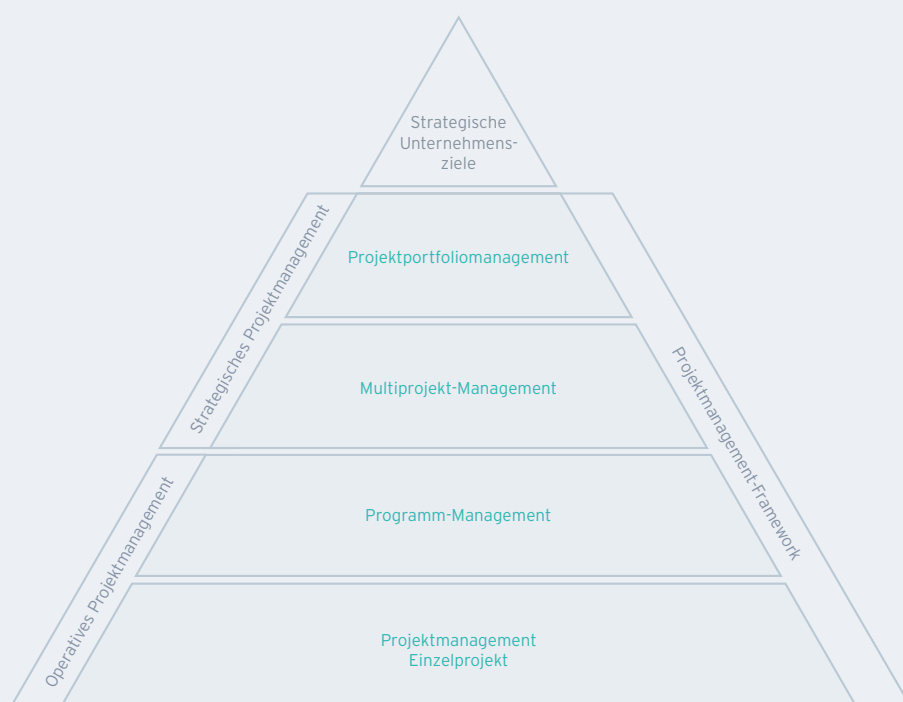 Strategische
Unternehmens-
ziele
Strategisches Projektmanagement
Projektportfoliomanagement
Multiprojekt-Management
Projektmanagement-Framework
Operatives Projektmanagement
Programm-Management
Projektmanagement
Einzelprojekt